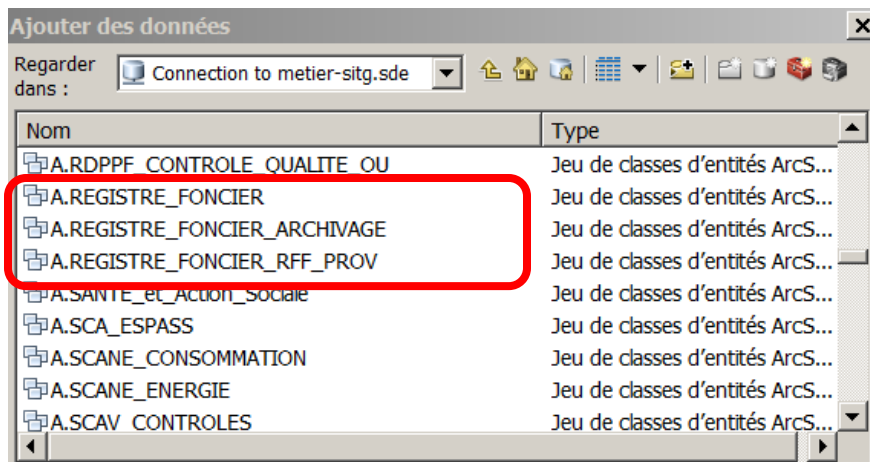 Ajouter des données
Regarder dans :
Connection to metier-sitg.sde
Nom Type
A.RDPPF_CONTROLE_QUALITE_OU Jeu de classes d'entités ArcS...
A.REGISTRE_FONCIER Jeu de classes d'entités ArcS...
A.REGISTRE_FONCIER_ARCHIVAGE Jeu de classes d'entités ArcS...
A.REGISTRE_FONCIER_RFF_PROV Jeu de classes d'entités ArcS...
A.SANTE_et_Action_Sociale Jeu de classes d'entités ArcS...
A.SCA_ESPASS Jeu de classes d'entités ArcS...
A.SCANE_CONSOMMATION Jeu de classes d'entités ArcS...
A.SCANE_ENERGIE Jeu de classes d'entités ArcS...
A.SCAV_CONTROLES Jeu de classes d'entités ArcS...